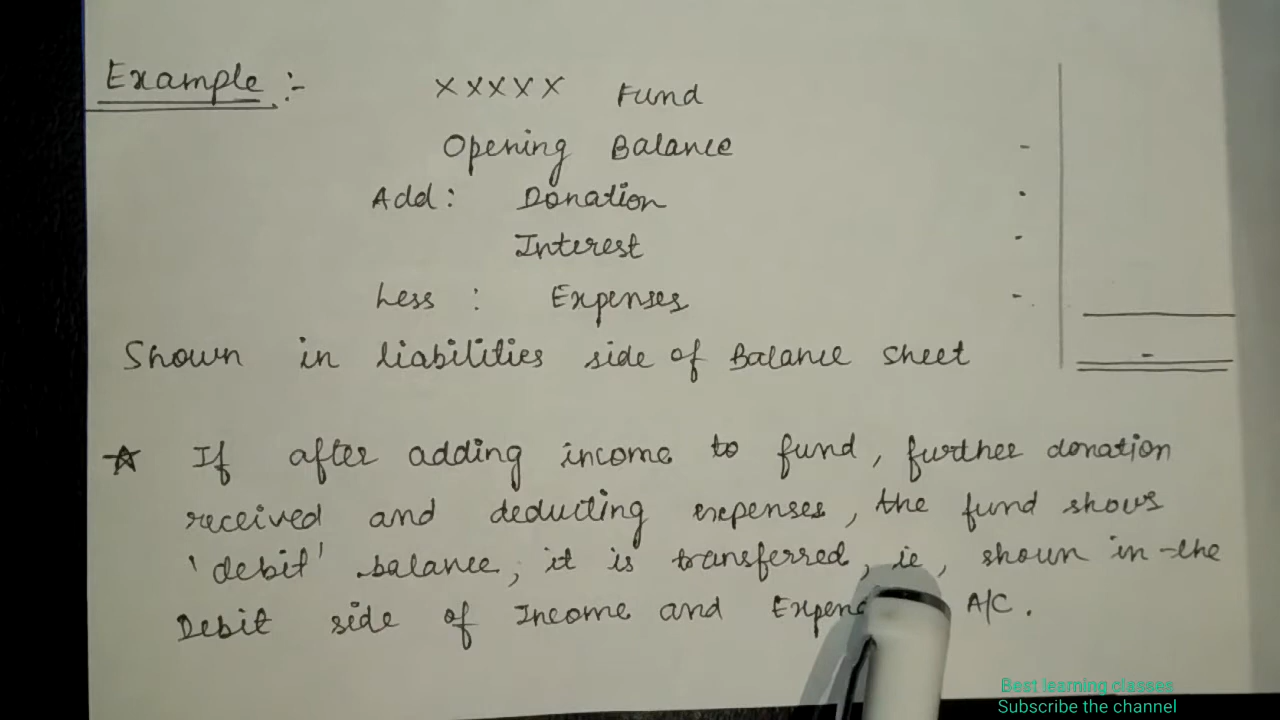 Example :-
XXXXX Fund
Opening Balance -
Add : Donation -
Interest -
Less : Expenses -
Shown in liabilities side of Balance sheet -
☆ If after adding income to fund, further donation
received and deducting expenses, the fund shows
'debit' balance, it is transferred, ie, shown in the
Debit side of Income and A/C.
Best learning classes
Subscribe the channel